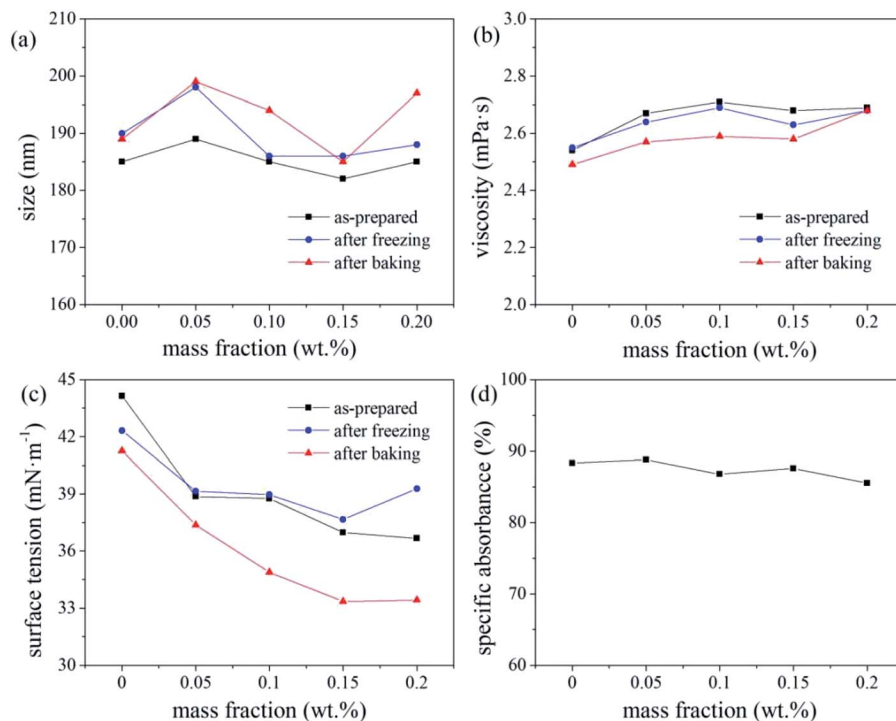 (a)
210
200
190
180
170
160
size (nm)
as-prepared
after freezing
after baking
0.00 0.05 0.10 0.15 0.20
mass fraction (wt.%)
(b)
3.0
2.8
2.6
2.4
2.2
2.0
viscosity (mPa·s)
as-prepared
after freezing
after baking
0 0.05 0.1 0.15 0.2
mass fraction (wt.%)
(c)
45
42
39
36
33
30
surface tension (mN·m⁻¹)
as-prepared
after freezing
after baking
0 0.05 0.1 0.15 0.2
mass fraction (wt.%)
(d)
100
90
80
70
60
specific absorbancce (%)
0 0.05 0.1 0.15 0.2
mass fraction (wt.%)